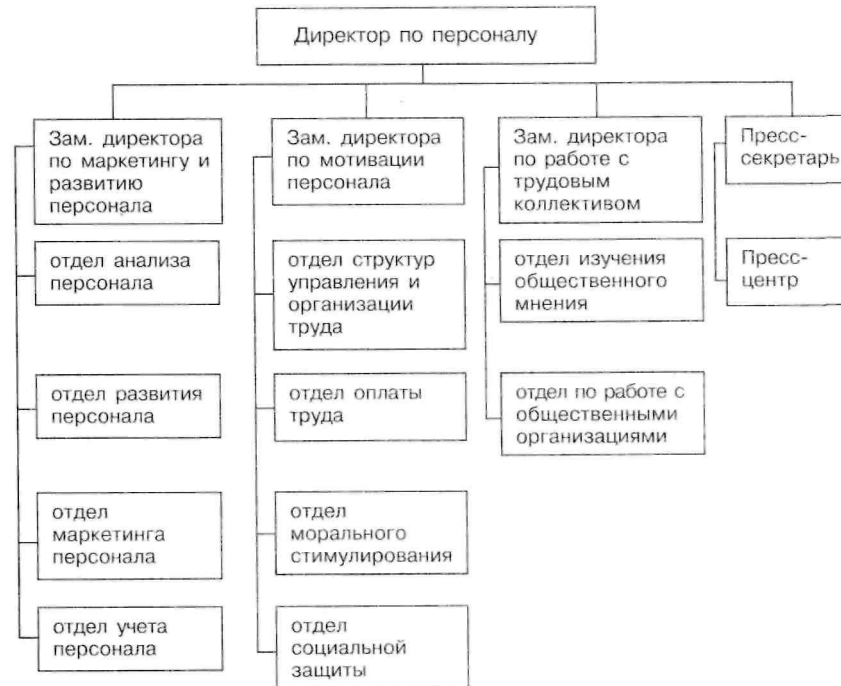 Директор по персоналу
Зам. директора
по маркетингу и
развитию
персонала
отдел анализа
персонала
отдел развития
персонала
отдел
маркетинга
персонала
отдел учета
персонала
Зам. директора
по мотивации
персонала
отдел структур
управления и
организации
труда
отдел оплаты
труда
отдел
морального
стимулирования
отдел
социальной
защиты
Зам. директора
по работе с
трудовым
коллективом
отдел изучения
общественного
мнения
отдел по работе с
общественными
организациями
Пресс-
секретарь
Пресс-
центр